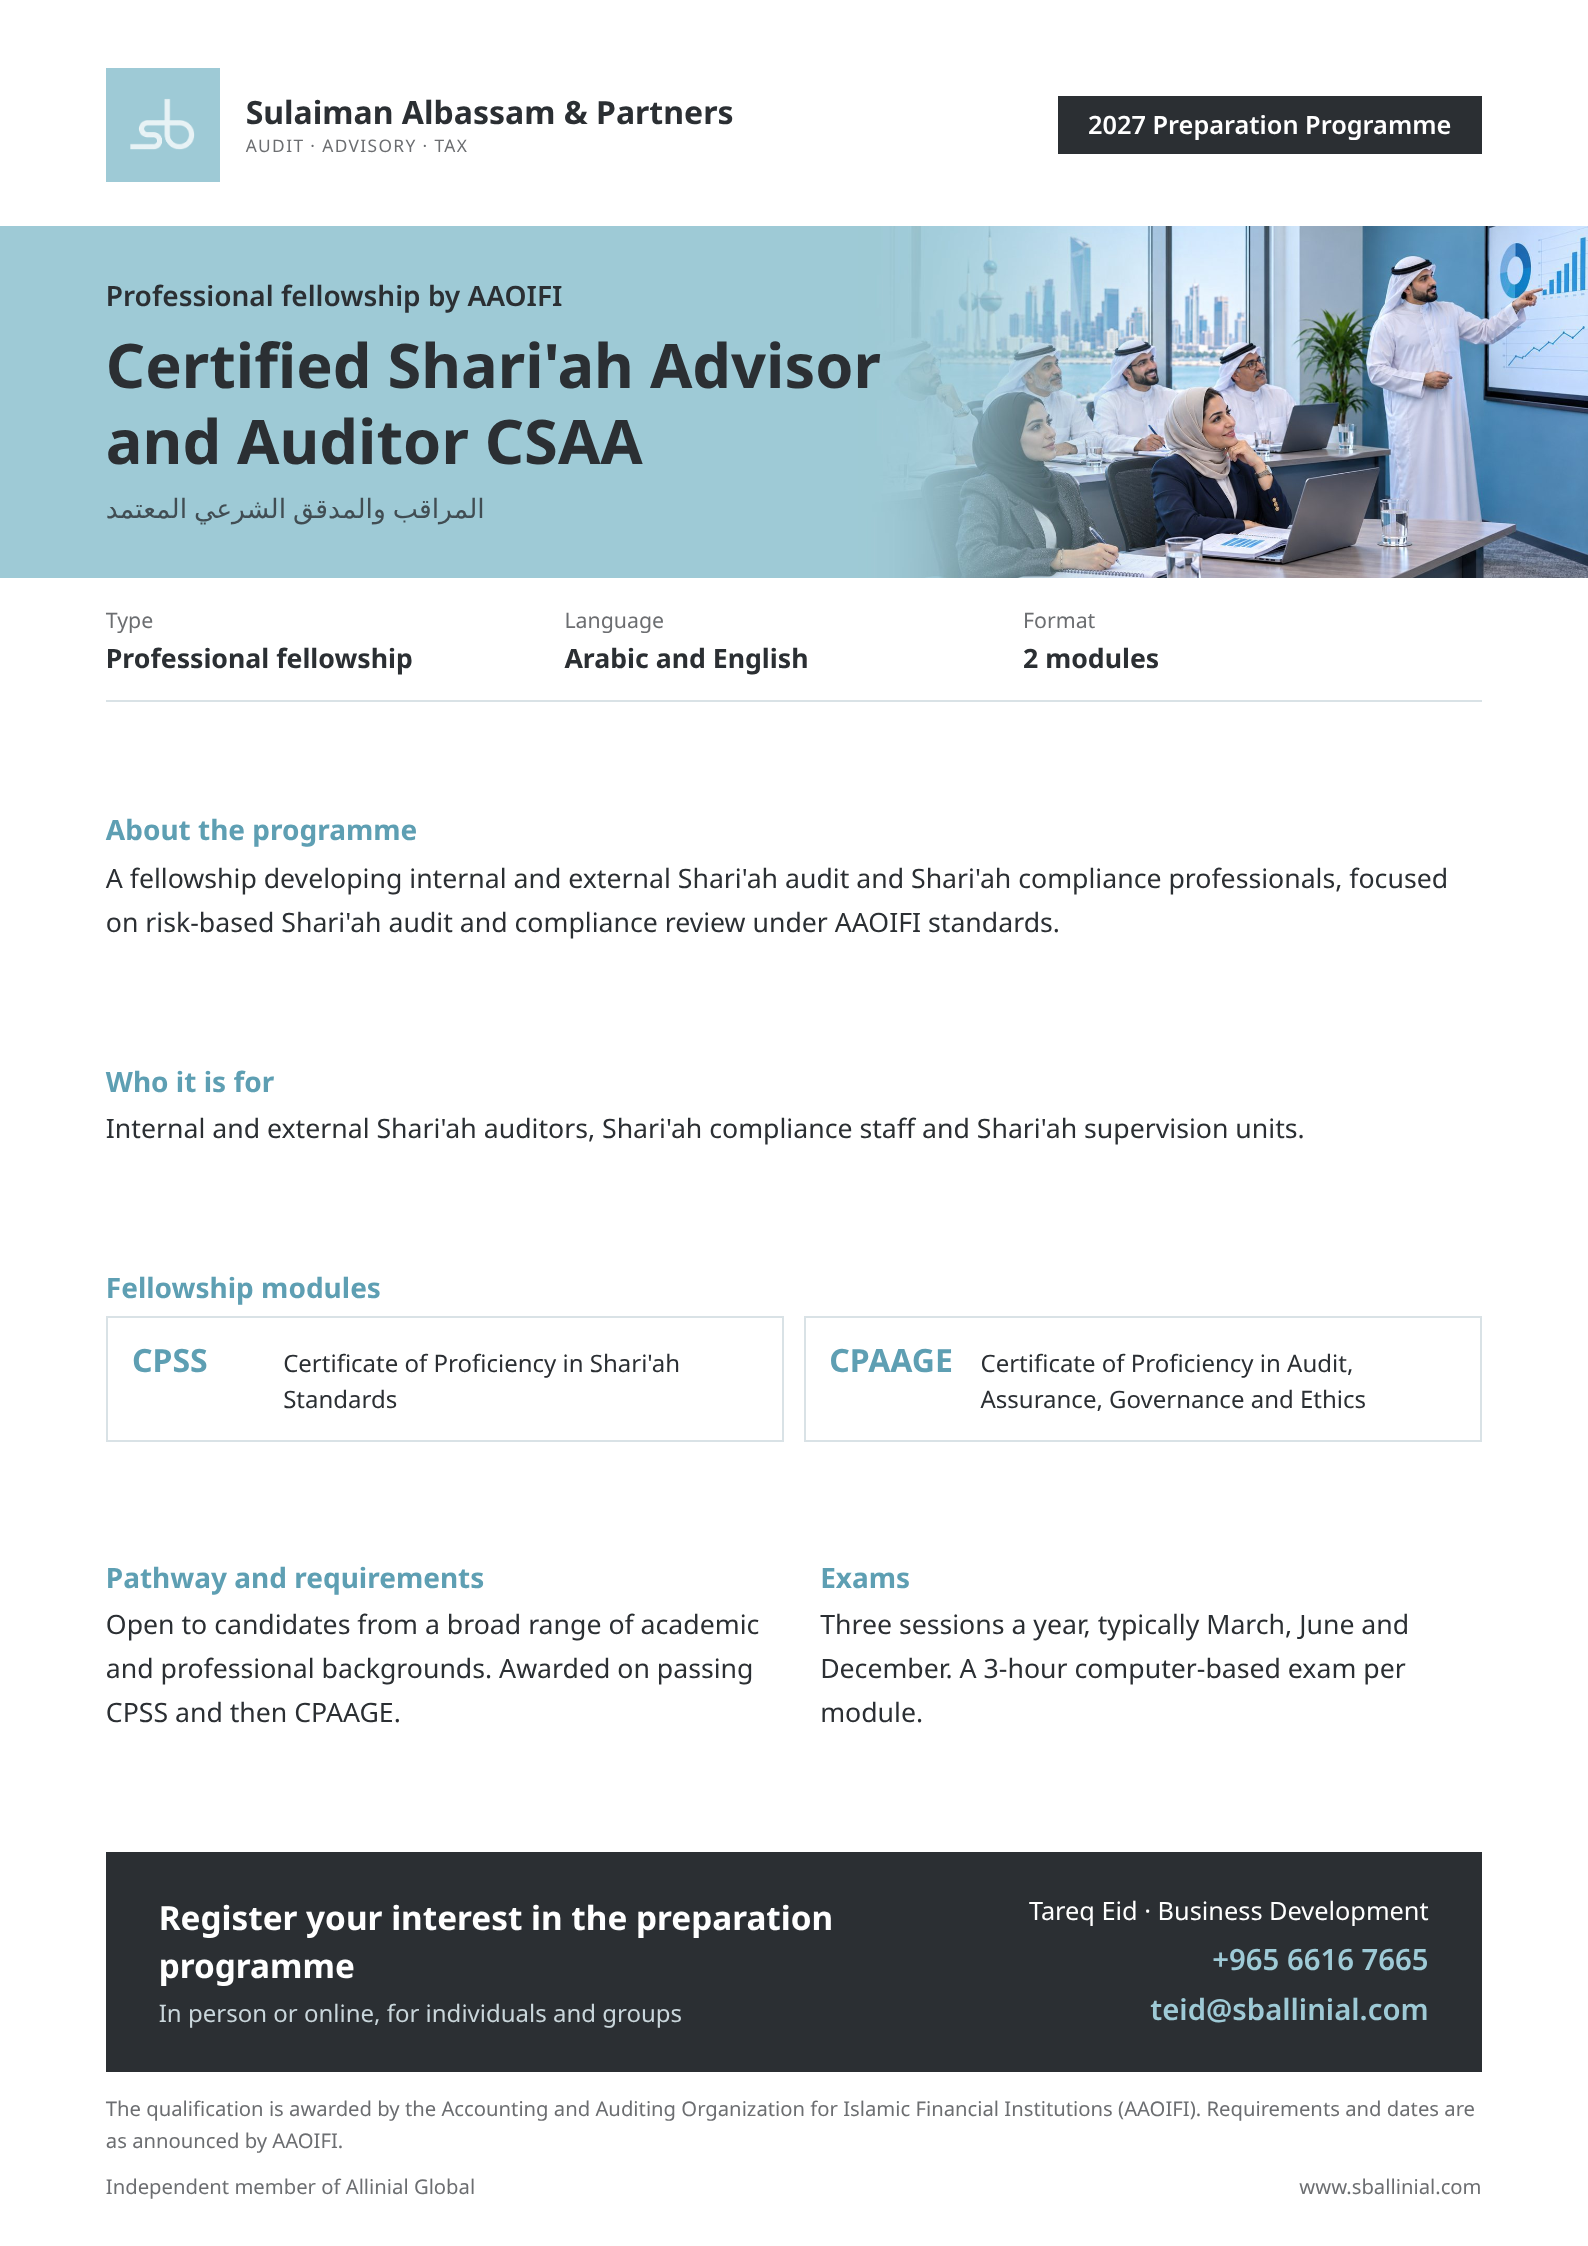 sb
Sulaiman Albassam & Partners
AUDIT · ADVISORY · TAX
2027 Preparation Programme
Professional fellowship by AAOIFI
Certified Shari'ah Advisor
and Auditor CSAA
المراقب والمدقق الشرعي المعتمد
Type
Professional fellowship
Language
Arabic and English
Format
2 modules
About the programme
A fellowship developing internal and external Shari'ah audit and Shari'ah compliance professionals, focused
on risk-based Shari'ah audit and compliance review under AAOIFI standards.
Who it is for
Internal and external Shari'ah auditors, Shari'ah compliance staff and Shari'ah supervision units.
Fellowship modules
CPSS
Certificate of Proficiency in Shari'ah
Standards
CPAAGE
Certificate of Proficiency in Audit,
Assurance, Governance and Ethics
Pathway and requirements
Open to candidates from a broad range of academic
and professional backgrounds. Awarded on passing
CPSS and then CPAAGE.
Exams
Three sessions a year, typically March, June and
December. A 3-hour computer-based exam per
module.
Register your interest in the preparation
programme
In person or online, for individuals and groups
Tareq Eid · Business Development
+965 6616 7665
teid@sballinial.com
The qualification is awarded by the Accounting and Auditing Organization for Islamic Financial Institutions (AAOIFI). Requirements and dates are
as announced by AAOIFI.
Independent member of Allinial Global
www.sballinial.com